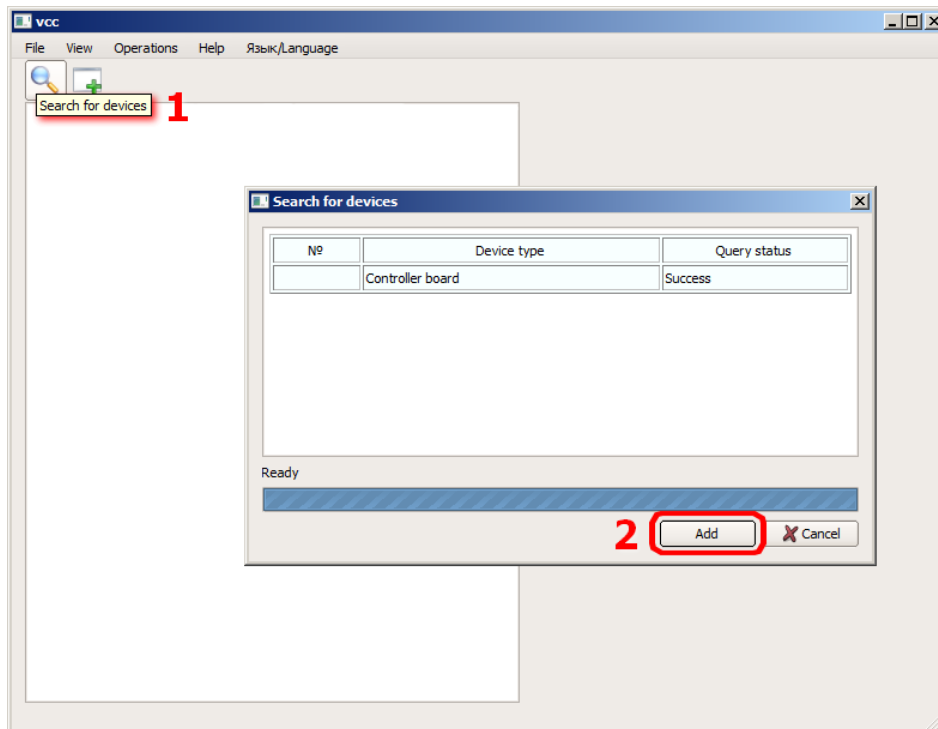 vcc
File View Operations Help Язык/Language
Search for devices 1
Search for devices
Nº Device type Query status
Controller board Success
Ready
2 Add Cancel